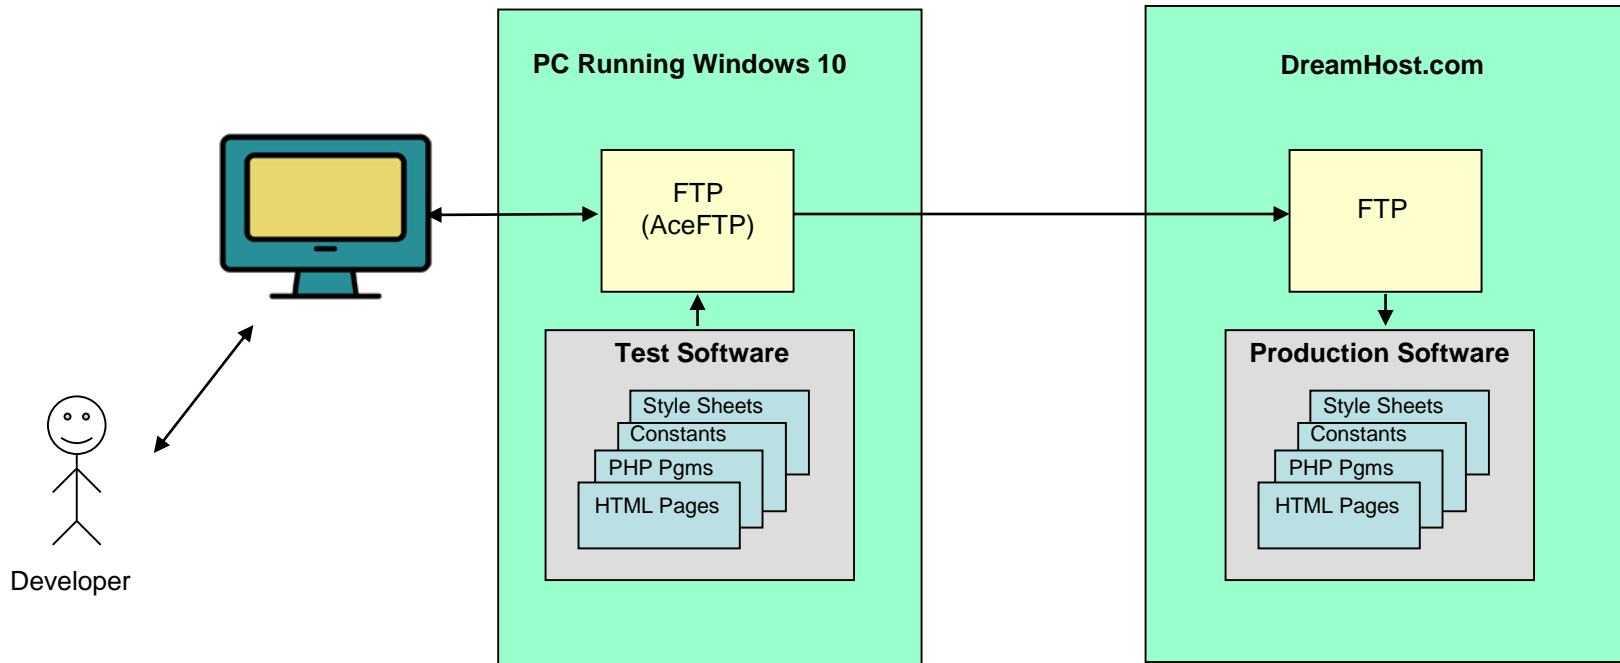 PC Running Windows 10
DreamHost.com
FTP
(AceFTP)
FTP
Test Software
Style Sheets
Constants
PHP Pgms
HTML Pages
Production Software
Style Sheets
Constants
PHP Pgms
HTML Pages
Developer